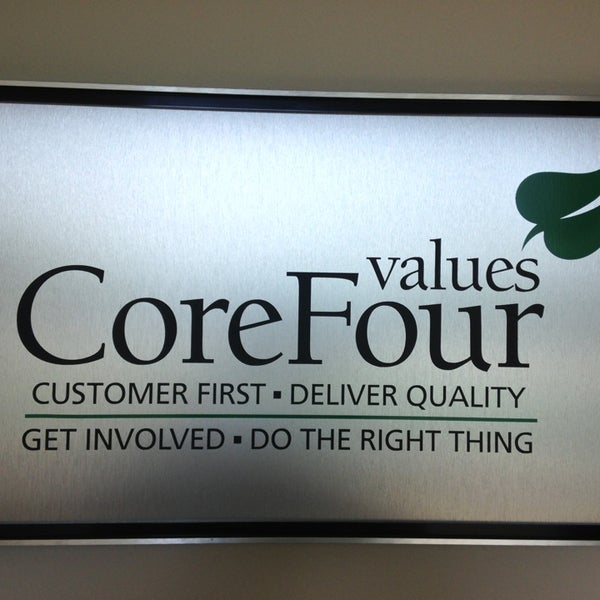 values
CoreFour
CUSTOMER FIRST ▪ DELIVER QUALITY
GET INVOLVED ▪ DO THE RIGHT THING